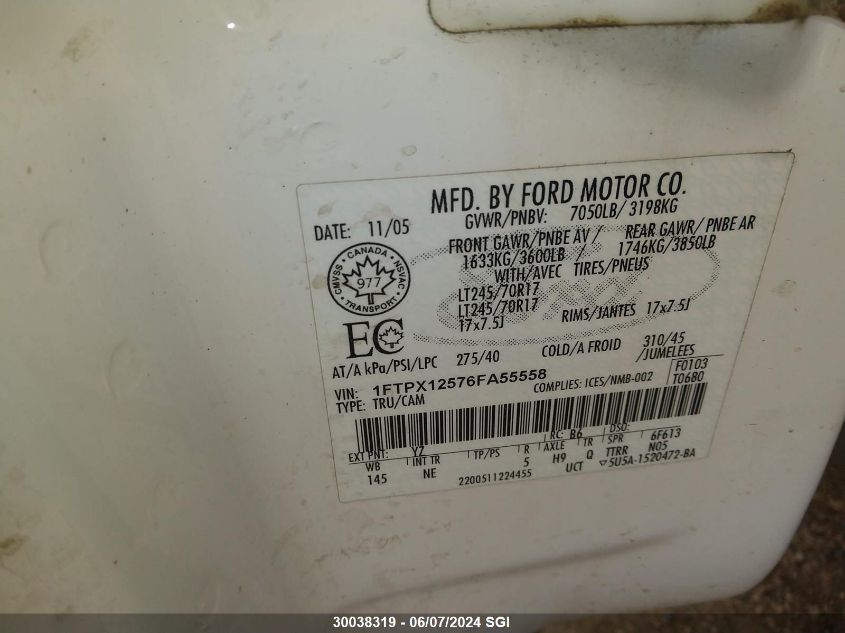 MFD. BY FORD MOTOR CO.
DATE: 11/05
GVWR/PNBV: 7050LB/ 3198KG
FRONT GAWR/PNBE AV / REAR GAWR/ PNBE AR
1633KG/3600LB / 1746KG/3850LB
WITH/AVEC TIRES/PNEUS
LT245/70R17
LT245/70R17 RIMS/JANTES 17x7.5J
17x7.5J
CANADA
CMVSS NSVAC
977
TRANSPORT
EC
AT/A kPa/PSI/LPC 275/40 COLD/A FROID 310/45
/JUMELEES
VIN: 1FTPX12576FA55558 COMPLIES: ICES/NMB-002 F0103
TYPE: TRU/CAM T0680
EXT PNT: YZ RC: B6 DSO:
WB INT TR TP/PS R AXLE TR SPR 6F613
145 NE 5 H9 Q TTRR N05
2200511224455 UCT ▽5U5A-1520472-BA
30038319 - 06/07/2024 SGI